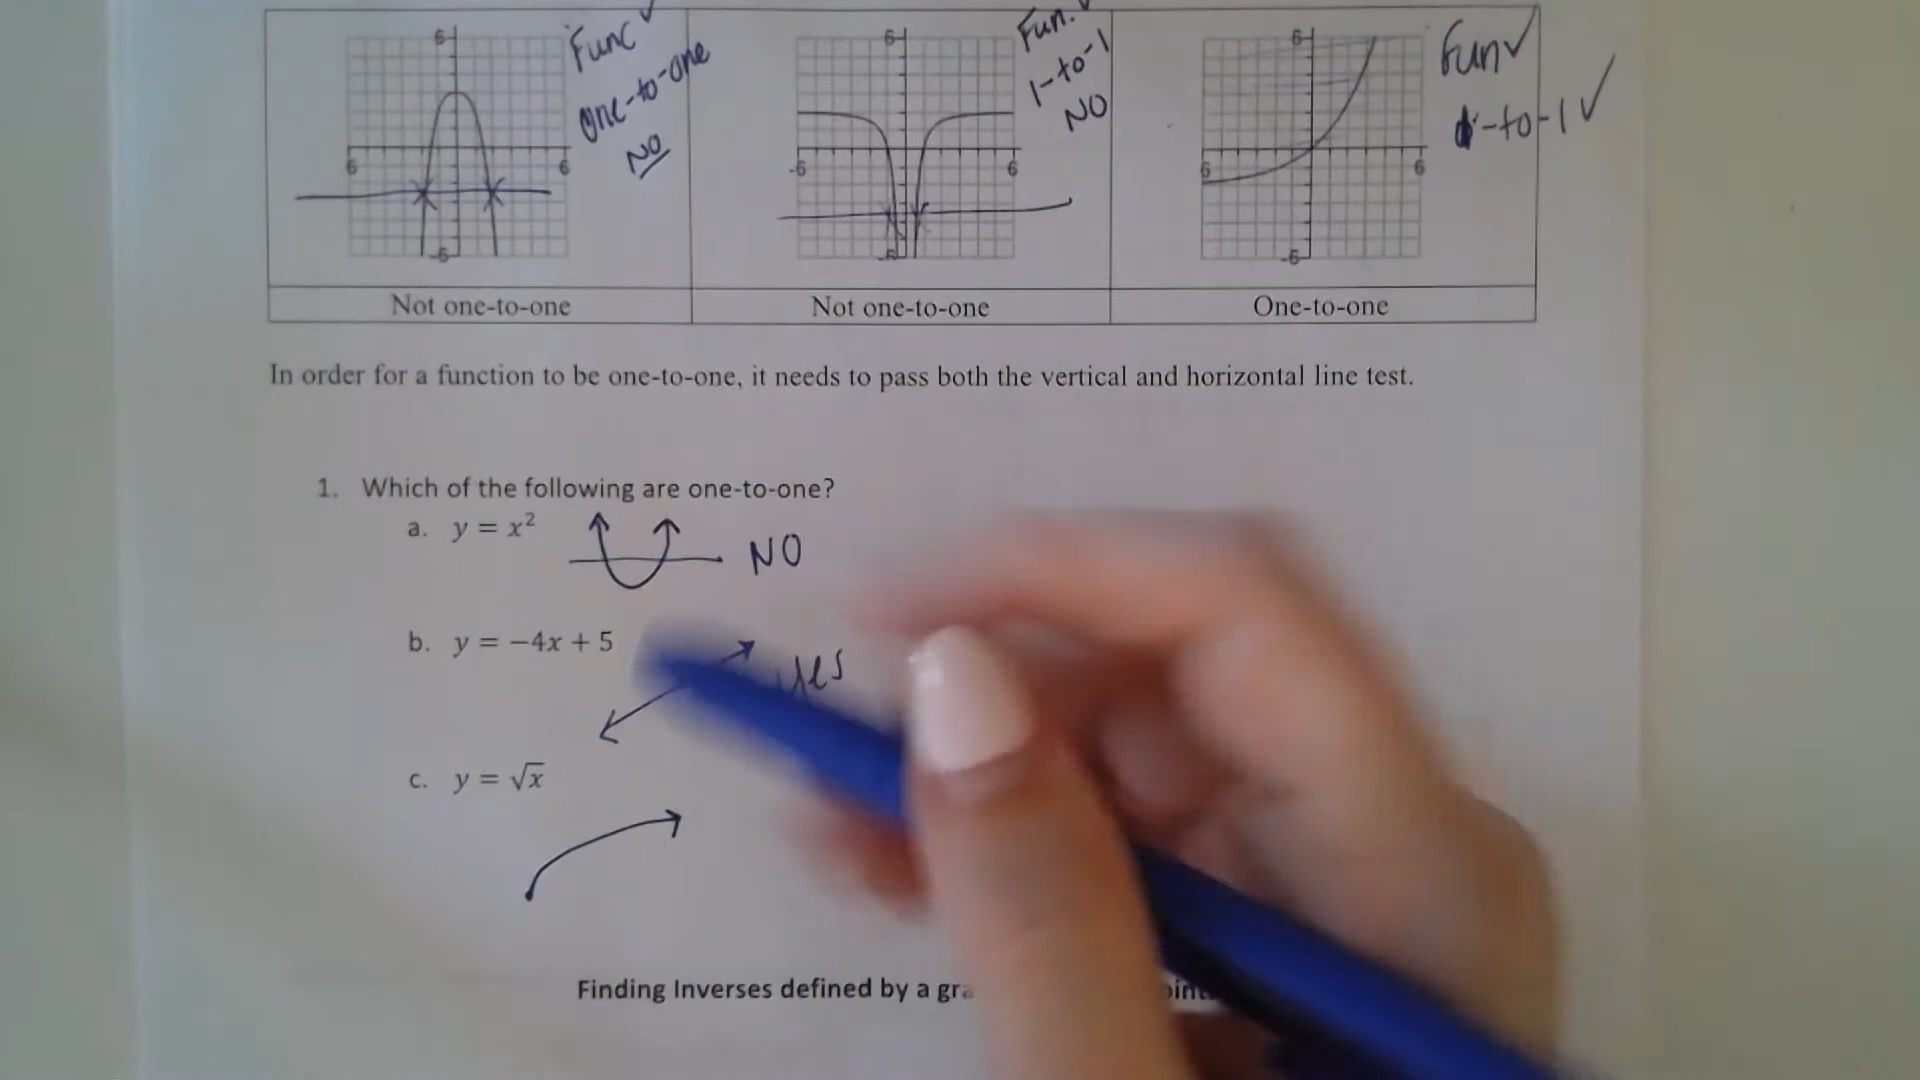 Func ✓
one-to-one
NO
Fun. ✓
1-to-1
NO
Fun ✓
1-to-1 ✓
6
6
6
-6
6
-6
6
-6
6
6
6
-6
Not one-to-one
Not one-to-one
One-to-one
In order for a function to be one-to-one, it needs to pass both the vertical and horizontal line test.
1. Which of the following are one-to-one?
a. y = x² NO
b. y = −4x + 5 yes
c. y = √x
Finding Inverses defined by a